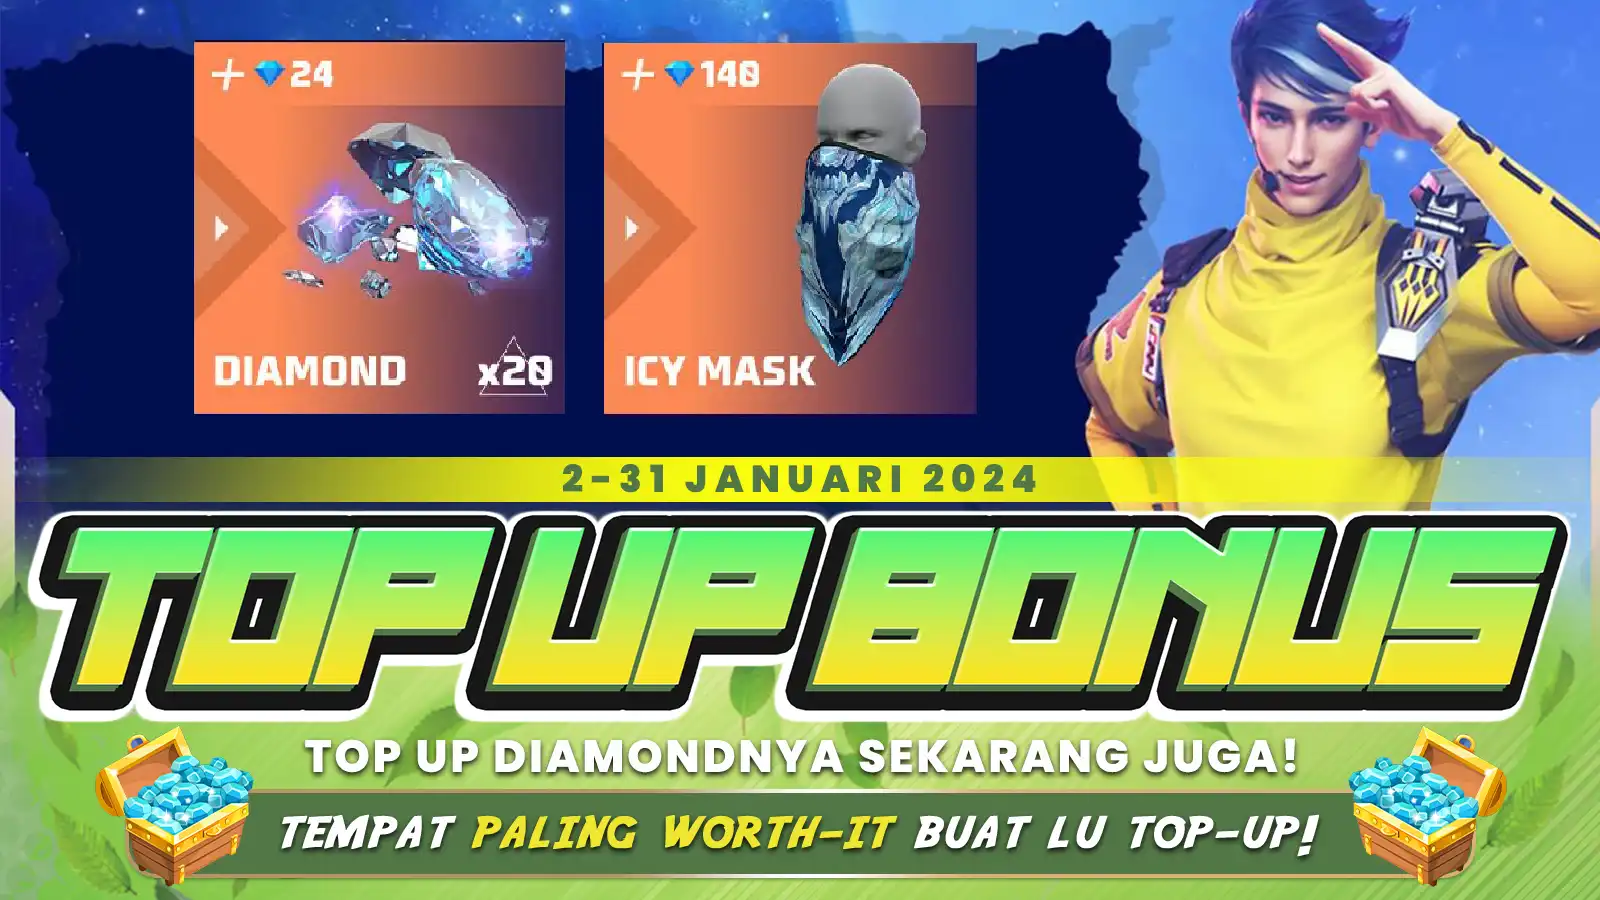 24
140
DIAMOND
x20
ICY MASK
2-31 JANUARI 2024
TOP UP BONUS
TOP UP DIAMONDNYA SEKARANG JUGA!
TEMPAT PALING WORTH-IT BUAT LU TOP-UP!